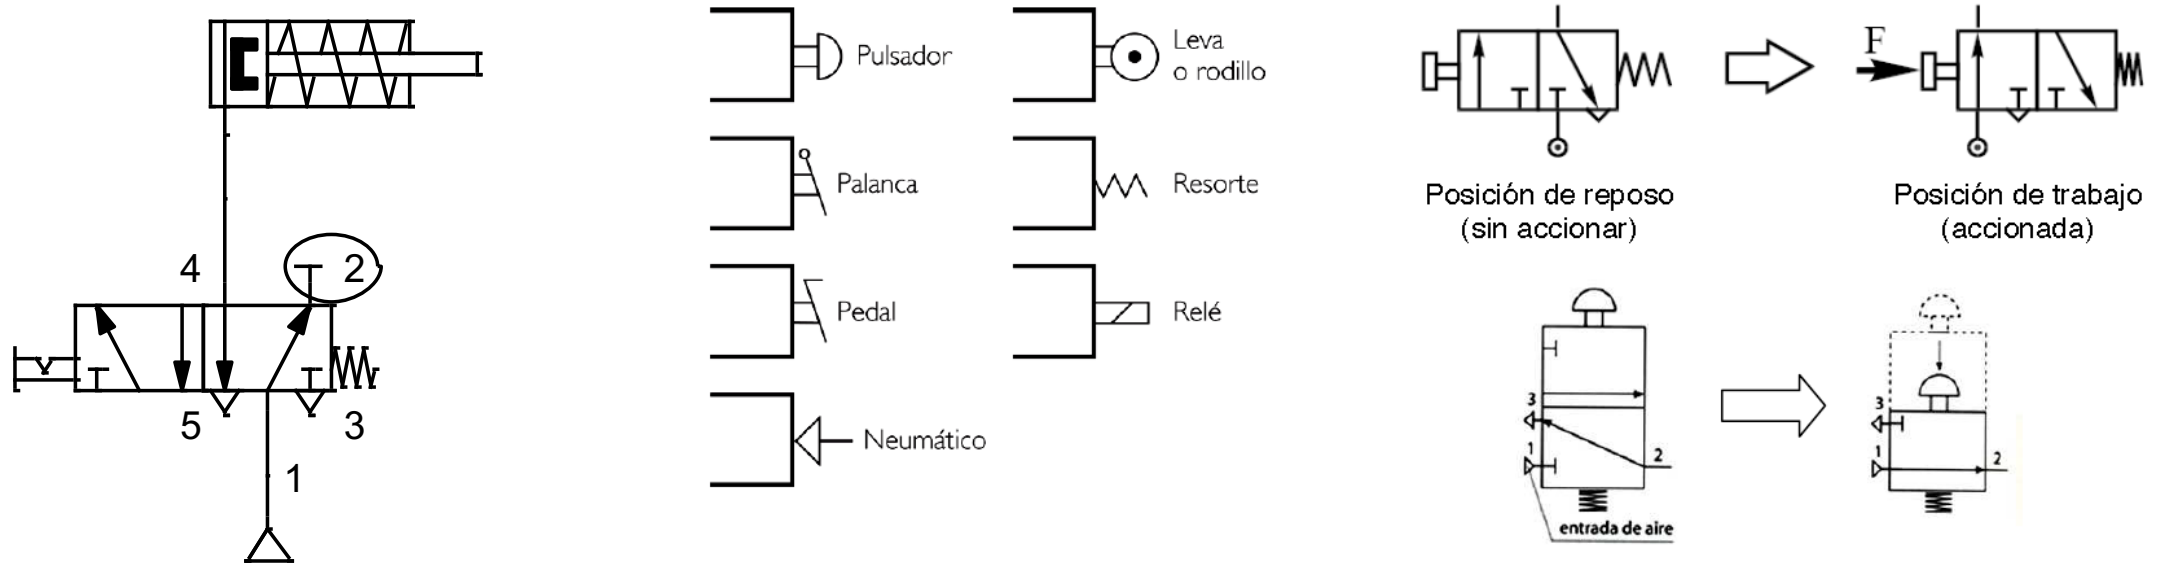 4
2
5
3
1
Pulsador
Palanca
Pedal
Neumático
Leva
o rodillo
Resorte
Relé
F
Posición de reposo
(sin accionar)
Posición de trabajo
(accionada)
3
1
2
entrada de aire
3
1
2